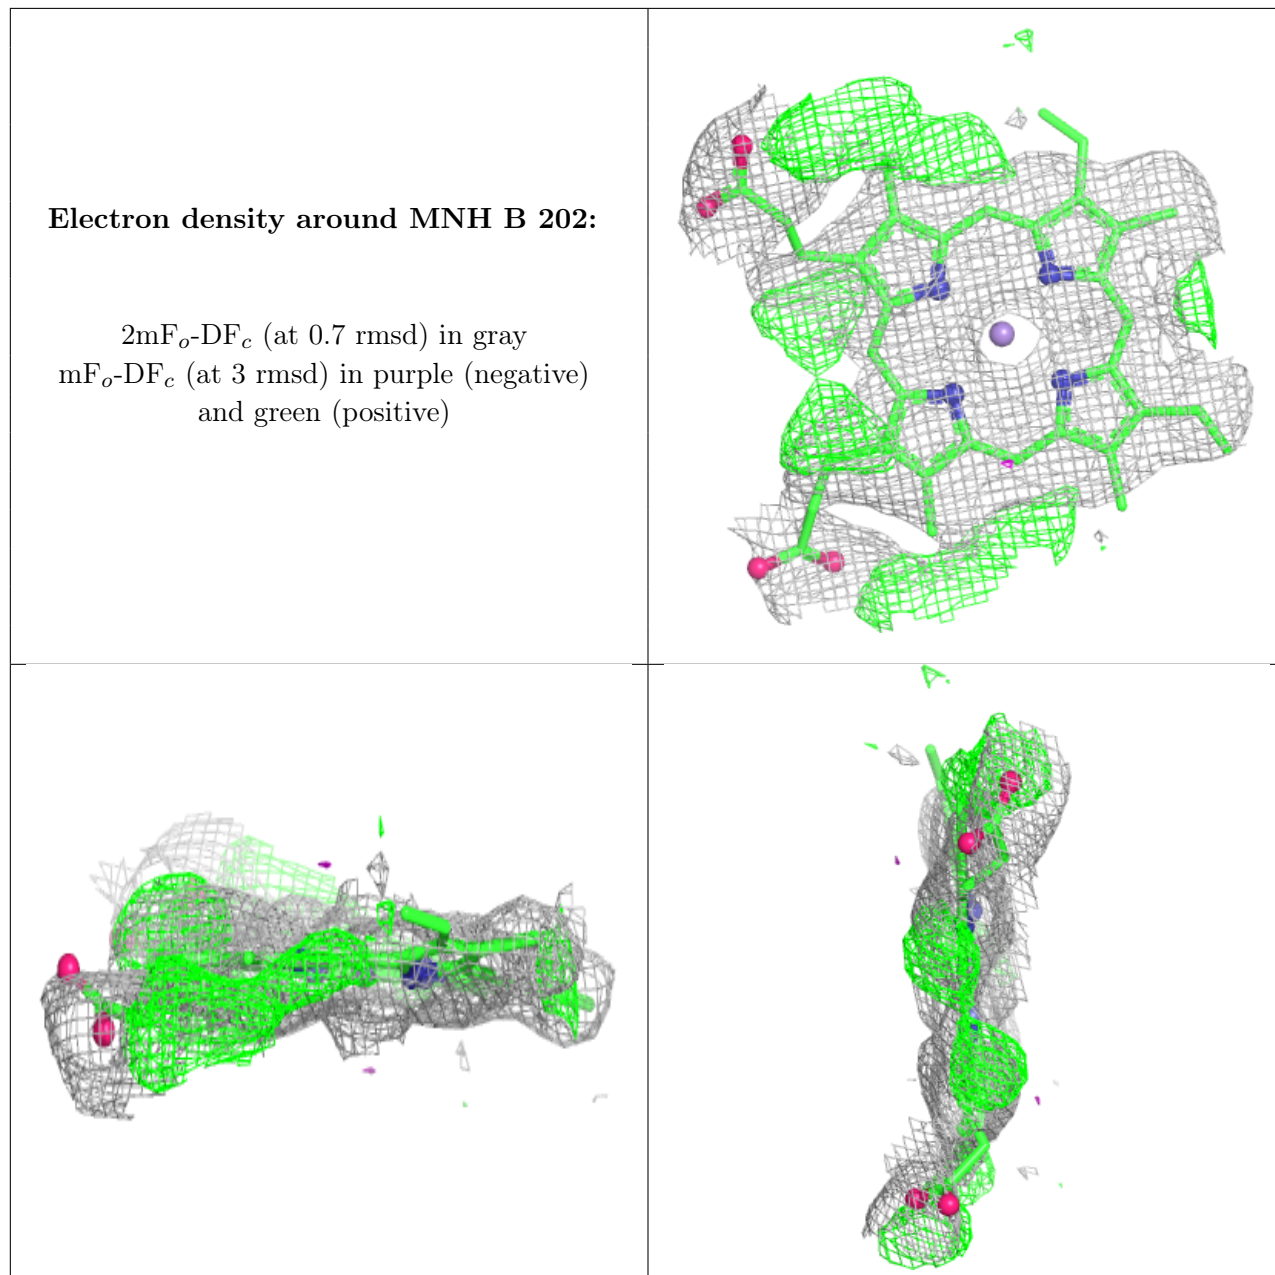 Electron density around MNH B 202:
2mFo-DFc (at 0.7 rmsd) in gray
mFo-DFc (at 3 rmsd) in purple (negative)
and green (positive)